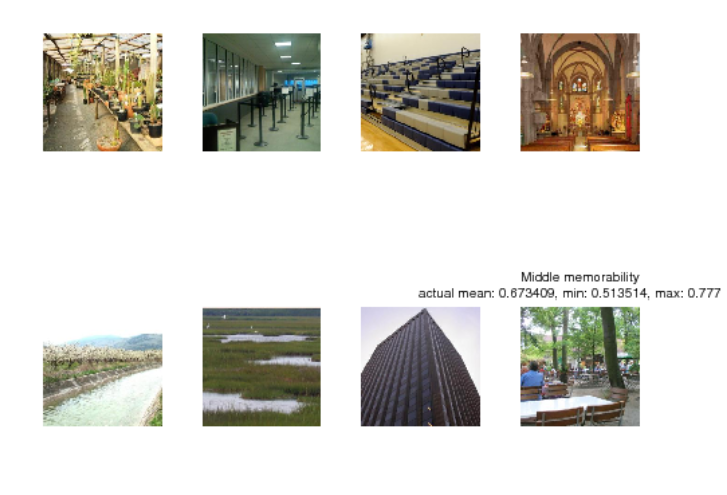 Middle memorability
actual mean: 0.673409, min: 0.513514, max: 0.777